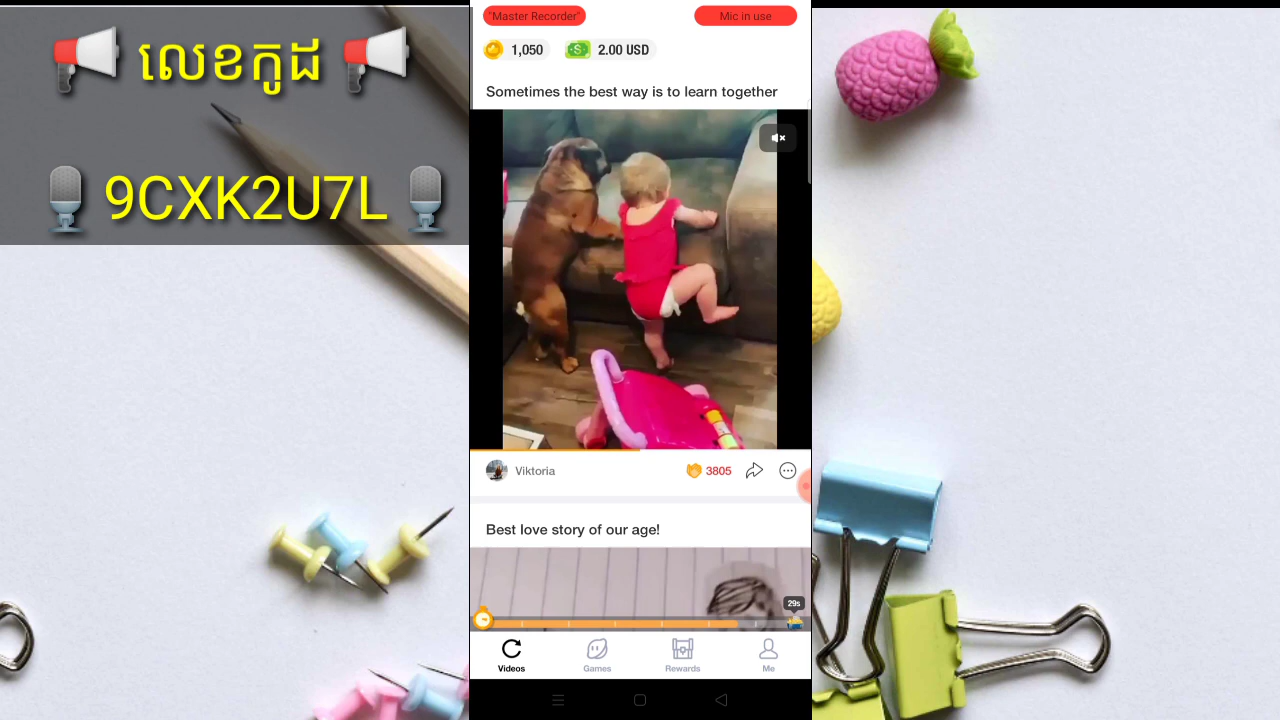 លេខកូដ
9CXK2U7L
"Master Recorder"
Mic in use
1,050
2.00 USD
Sometimes the best way is to learn together
Viktoria
3805
Best love story of our age!
29s
Videos
Games
Rewards
Me